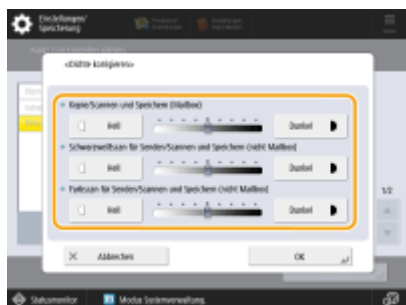 Einstellungen/
Speicherung
<Dichte korrigieren>
Kopie/Scannen und Speichern (Mailbox)
Hell
Dunkel
Schwarzweißscan für Senden/Scannen und Speichern (nicht Mailbox)
Hell
Dunkel
Farbscan für Senden/Scannen und Speichern (nicht Mailbox)
Hell
Dunkel
1/2
Abbrechen
OK
Statusmonitor
Modus Systemverwaltung.